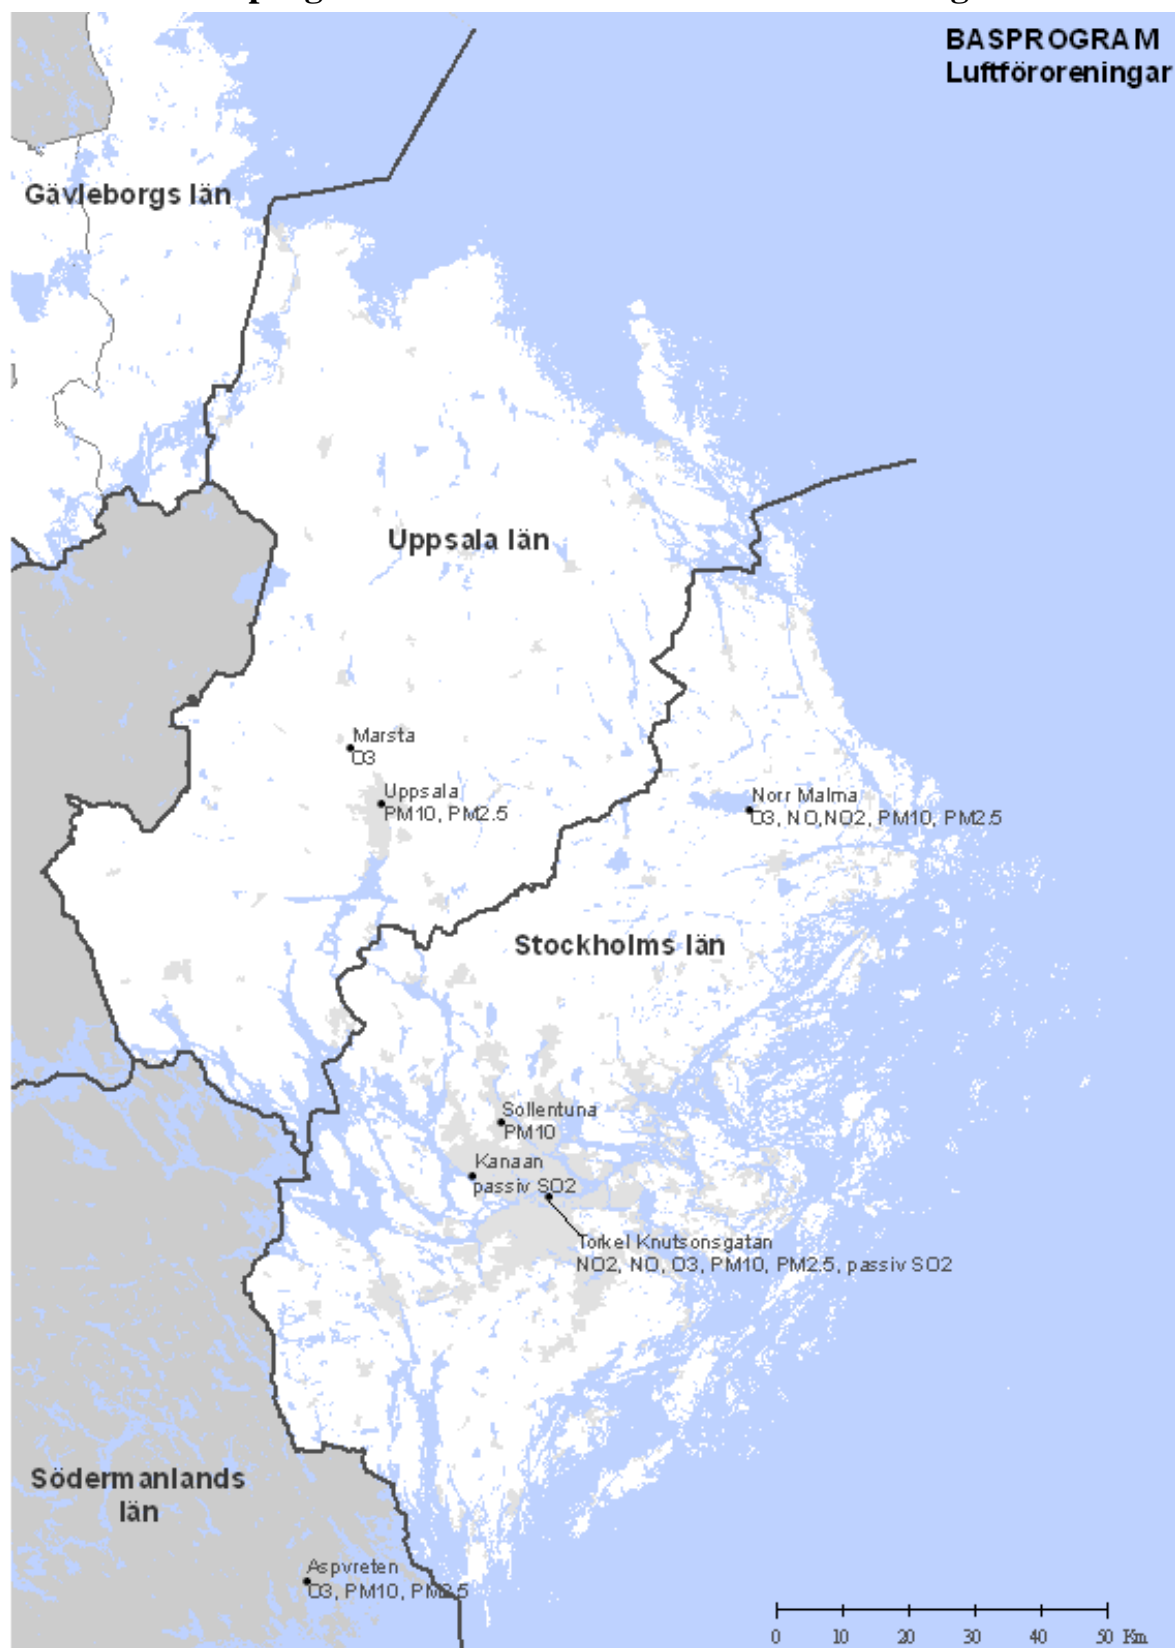 BASPROGRAM
Luftföroreningar
Gävleborgs län
Uppsala län
Marsta
O3
Uppsala
PM10, PM2.5
Norr Malma
O3, NO,NO2, PM10, PM2.5
Stockholms län
Sollentuna
PM10
Kanaan
passiv SO2
Torkel Knutsonsgatan
NO2, NO, O3, PM10, PM2.5, passiv SO2
Södermanlands
län
Aspvreten
O3, PM10, PM2.5
0 10 20 30 40 50 Km